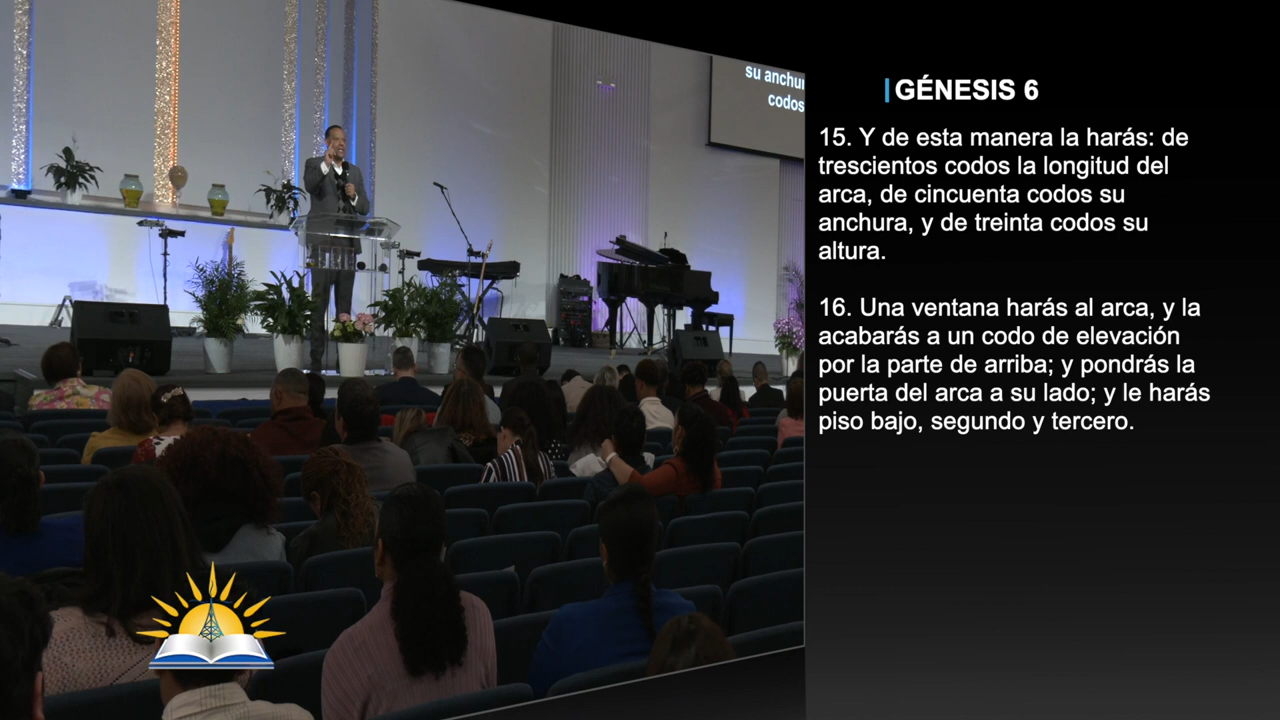 su anchu
codos
GÉNESIS 6
15. Y de esta manera la harás: de
trescientos codos la longitud del
arca, de cincuenta codos su
anchura, y de treinta codos su
altura.
16. Una ventana harás al arca, y la
acabarás a un codo de elevación
por la parte de arriba; y pondrás la
puerta del arca a su lado; y le harás
piso bajo, segundo y tercero.